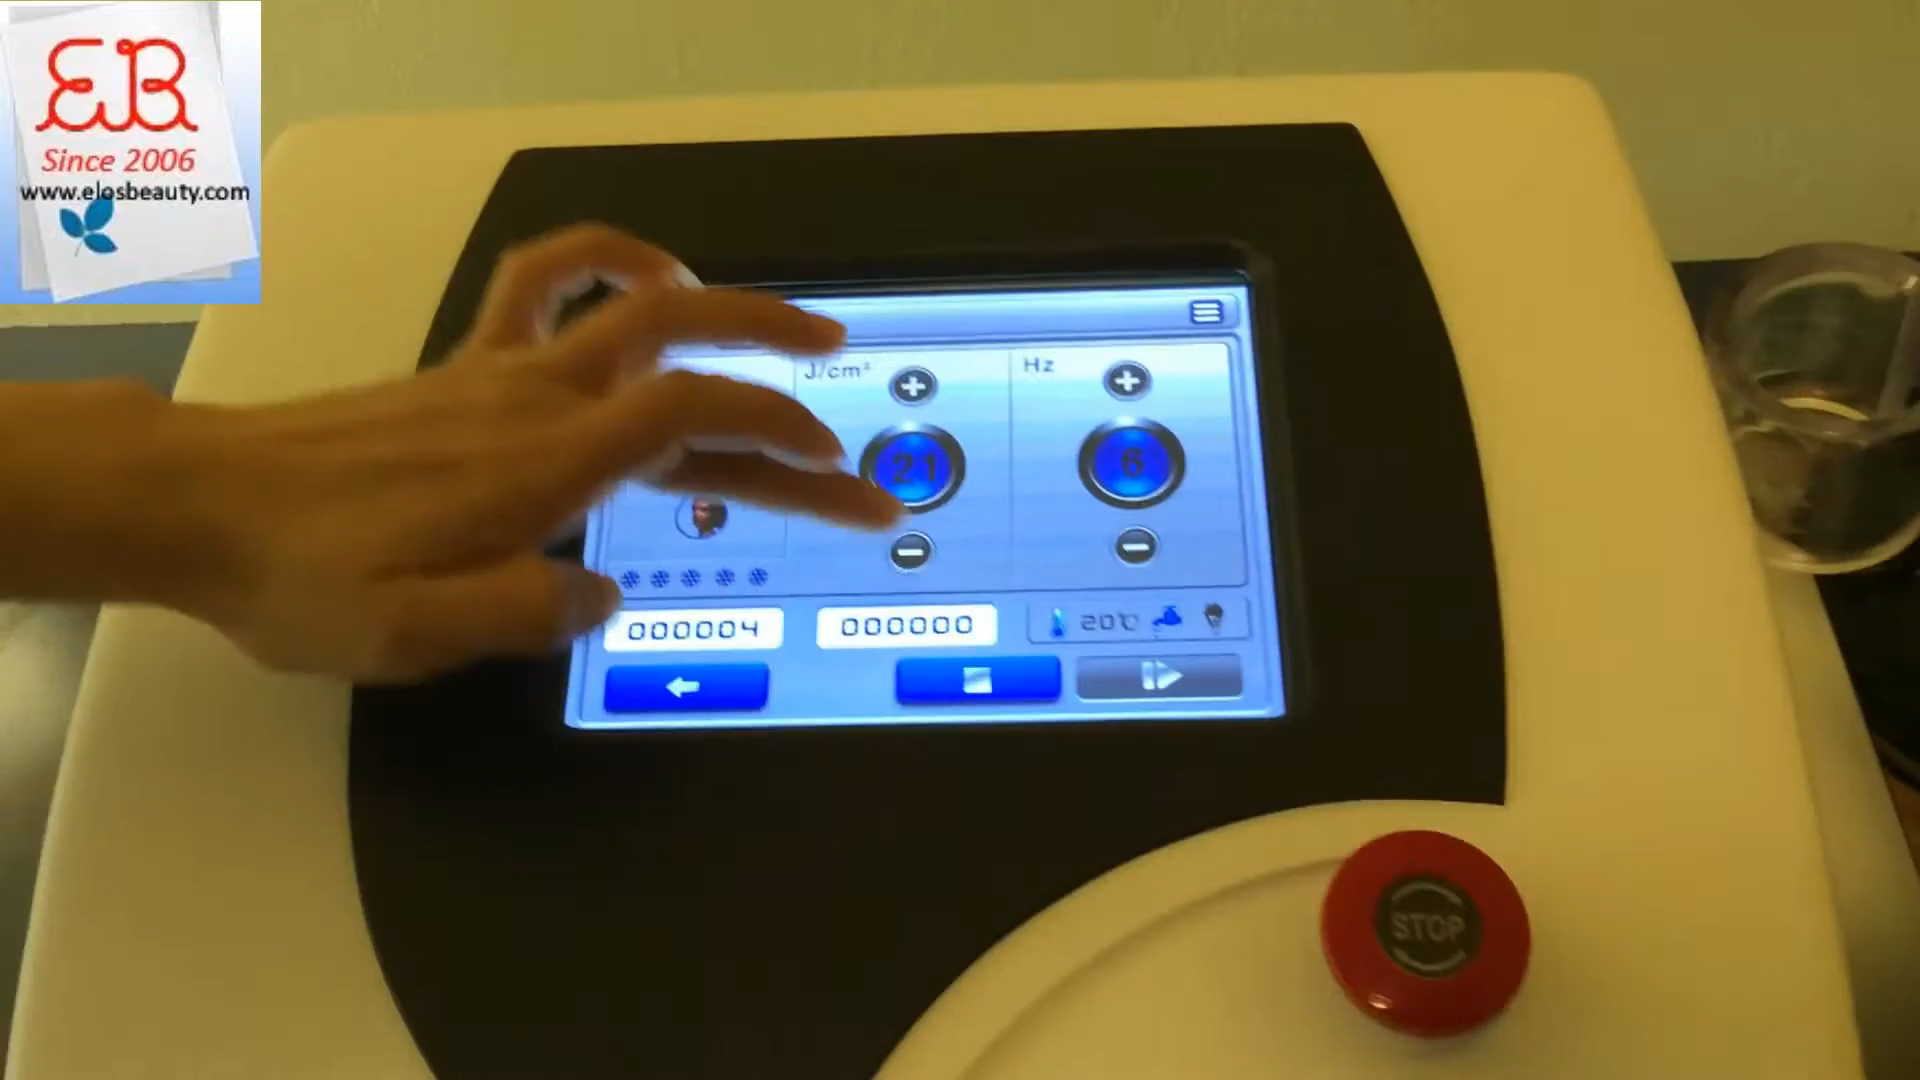 EB
Since 2006
www.elosbeauty.com
J/cm²
Hz
21
6
000004
000000
20℃
STOP